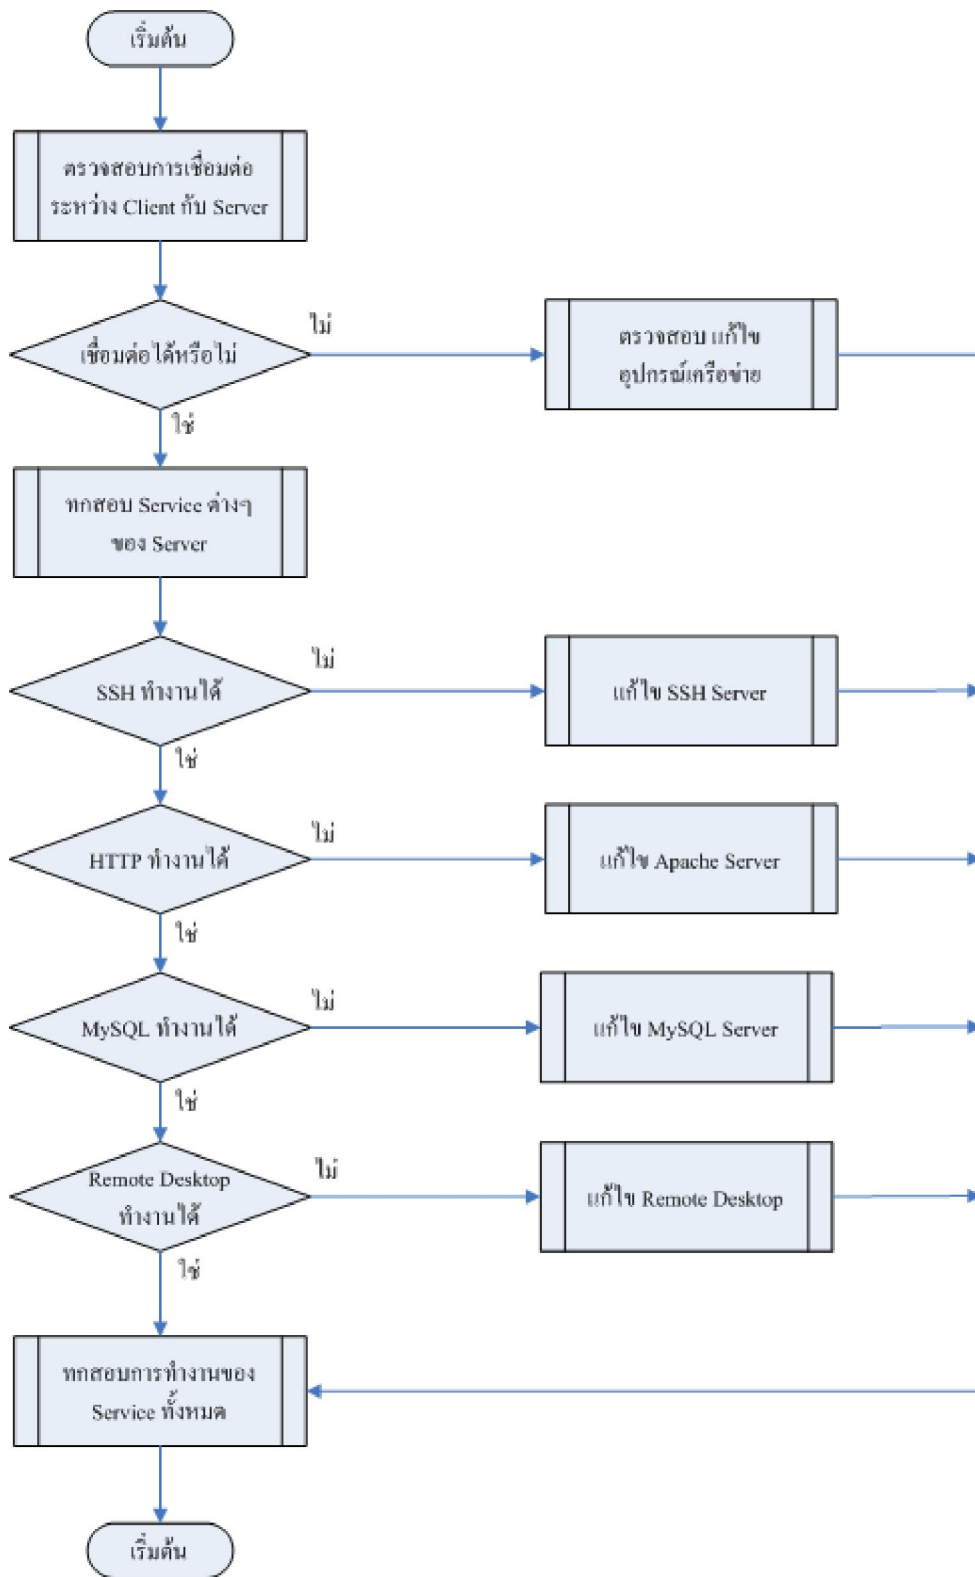 เริ่มต้น
ตรวจสอบการเชื่อมต่อ
ระหว่าง Client กับ Server
เชื่อมต่อได้หรือไม่
ไม่
ตรวจสอบ แก้ไข
อุปกรณ์เครือข่าย
ใช่
ทดสอบ Service ต่างๆ
ของ Server
SSH ทำงานได้
ไม่
แก้ไข SSH Server
ใช่
HTTP ทำงานได้
ไม่
แก้ไข Apache Server
ใช่
MySQL ทำงานได้
ไม่
แก้ไข MySQL Server
ใช่
Remote Desktop
ทำงานได้
ไม่
แก้ไข Remote Desktop
ใช่
ทดสอบการทำงานของ
Service ทั้งหมด
เริ่มต้น